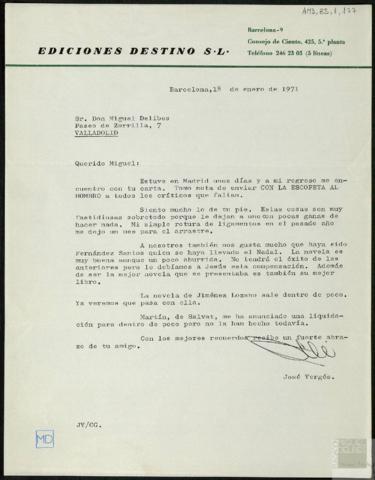 AMD,82,1,127
Barcelona-9
Consejo de Ciento, 425, 5.ª planta
Teléfono 246 23 05 (5 líneas)
EDICIONES DESTINO S·L·
Barcelona,18 de enero de 1971
Sr. Don Miguel Delibes
Paseo de Zorrilla, 7
VALLADOLID
Querido Miguel:
Estuve en Madrid unos días y a mi regreso me en-
cuentro con tu carta. Tomo nota de enviar CON LA ESCOPETA AL
HOMBRO a todos los críticos que faltan.
Siento mucho lo de tu pie. Estas cosas son muy
fastidiosas sobretodo porque le dejan a uno con pocas ganas de
hacer nada. Mi simple rotura de ligamentos en el pasado año
me dejo un mes para el arrastre.
A nosotros también nos gusta mucho que haya sido
Fernández Santos quien se haya llevado el Nadal. La novela es
muy buena aunque un poco aburrida. No tendrá el éxito de las
anteriores pero lo debíamos a Jesús esta compensación. Además
de ser la mejor novela que se presentaba es también su mejor
libro.
La novela de Jiménez Lozano sale dentro de poco.
Ya veremos que pasa con ella.
Martín, de Salvat, me ha anunciado una liquida-
ción para dentro de poco pero no la han hecho todavía.
Con los mejores recuerdos recibe un fuerte abra-
zo de tu amigo.
José Vergés.
JV/CG.
MD